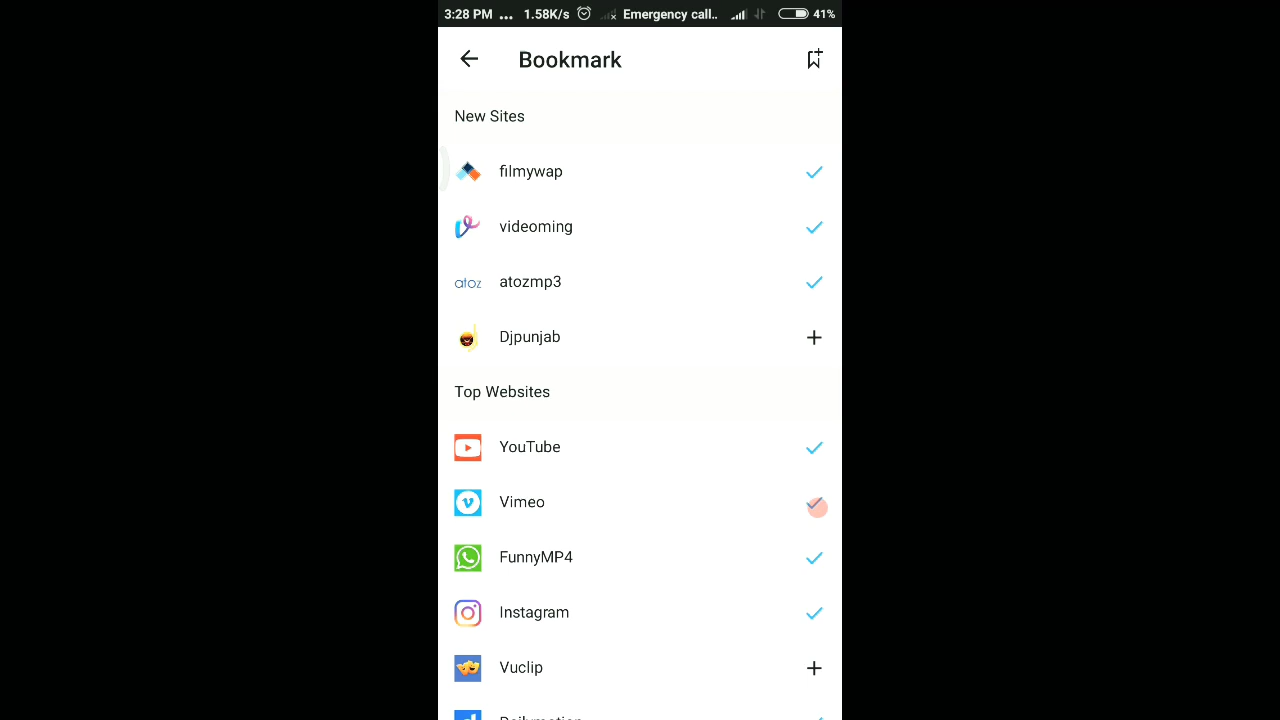 3:28 PM ... 1.58K/s Emergency call.. 41%
Bookmark
New Sites
filmywap
videoming
atoz atozmp3
Djpunjab
Top Websites
YouTube
Vimeo
FunnyMP4
Instagram
Vuclip
Dailymotion